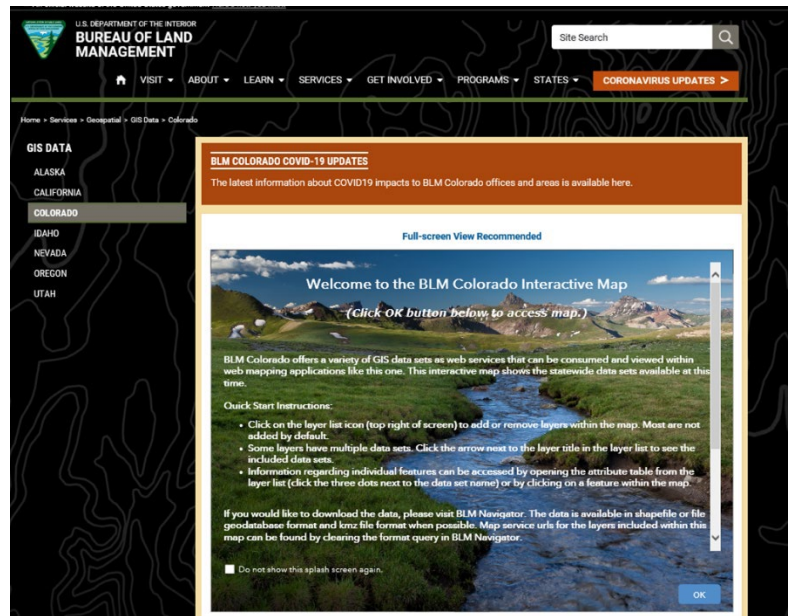 U.S. DEPARTMENT OF THE INTERIOR
BUREAU OF LAND
MANAGEMENT
Site Search
VISIT
ABOUT
LEARN
SERVICES
GET INVOLVED
PROGRAMS
STATES
CORONAVIRUS UPDATES >
Home > Services > Geospatial > GIS Data > Colorado
GIS DATA
ALASKA
CALIFORNIA
COLORADO
IDAHO
NEVADA
OREGON
UTAH
BLM COLORADO COVID-19 UPDATES
The latest information about COVID19 impacts to BLM Colorado offices and areas is available here.
Full-screen View Recommended
Welcome to the BLM Colorado Interactive Map
(Click OK button below to access map.)
BLM Colorado offers a variety of GIS data sets as web services that can be consumed and viewed within
web mapping applications like this one. This interactive map shows the statewide data sets available at this
time.
Quick Start Instructions:
• Click on the layer list icon (top right of screen) to add or remove layers within the map. Most are not
added by default.
• Some layers have multiple data sets. Click the arrow next to the layer title in the layer list to see the
included data sets.
• Information regarding individual features can be accessed by opening the attribute table from the
layer list (click the three dots next to the data set name) or by clicking on a feature within the map.
If you would like to download the data, please visit BLM Navigator. The data is available in shapefile or file
geodatabase format and kmz file format when possible. Map service urls for the layers included within this
map can be found by clearing the format query in BLM Navigator.
Do not show this splash screen again.
OK